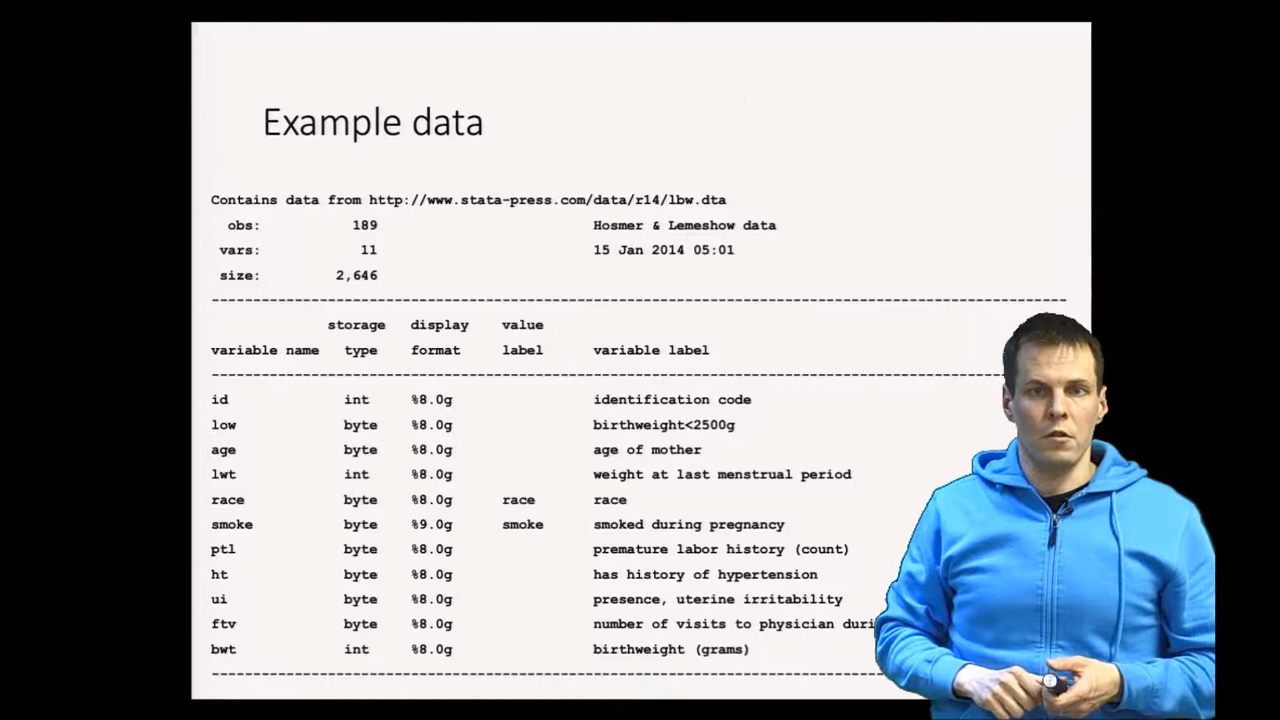 Example data
Contains data from http://www.stata-press.com/data/r14/lbw.dta
obs: 189 Hosmer & Lemeshow data
vars: 11 15 Jan 2014 05:01
size: 2,646
storage display value
variable name type format label variable label
id int %8.0g identification code
low byte %8.0g birthweight<2500g
age byte %8.0g age of mother
lwt int %8.0g weight at last menstrual period
race byte %8.0g race race
smoke byte %9.0g smoke smoked during pregnancy
ptl byte %8.0g premature labor history (count)
ht byte %8.0g has history of hypertension
ui byte %8.0g presence, uterine irritability
ftv byte %8.0g number of visits to physician
bwt int %8.0g birthweight (grams)